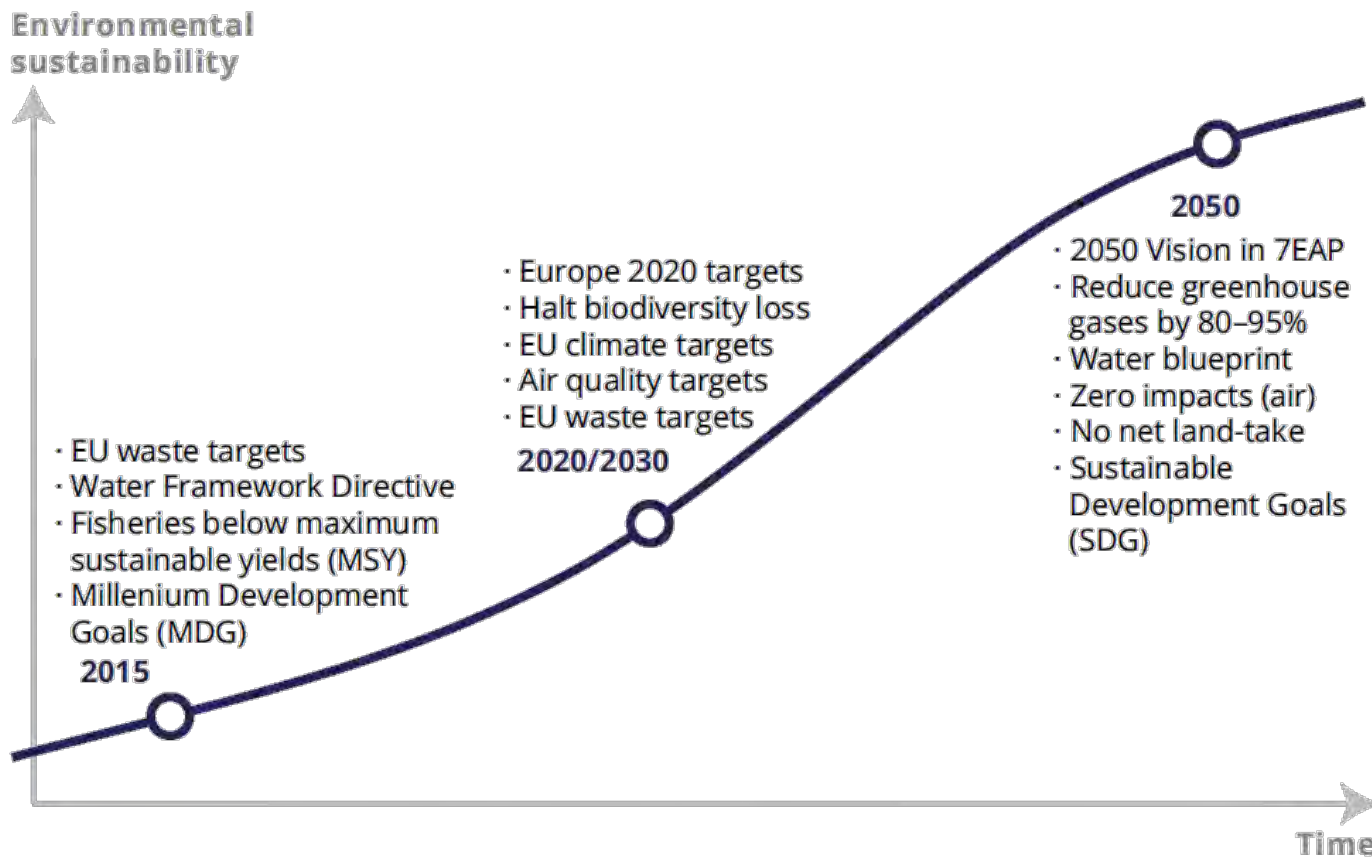 Environmental
sustainability
· EU waste targets
· Water Framework Directive
· Fisheries below maximum
sustainable yields (MSY)
· Millenium Development
Goals (MDG)
2015
· Europe 2020 targets
· Halt biodiversity loss
· EU climate targets
· Air quality targets
· EU waste targets
2020/2030
2050
· 2050 Vision in 7EAP
· Reduce greenhouse
gases by 80–95%
· Water blueprint
· Zero impacts (air)
· No net land-take
· Sustainable
Development Goals
(SDG)
Time